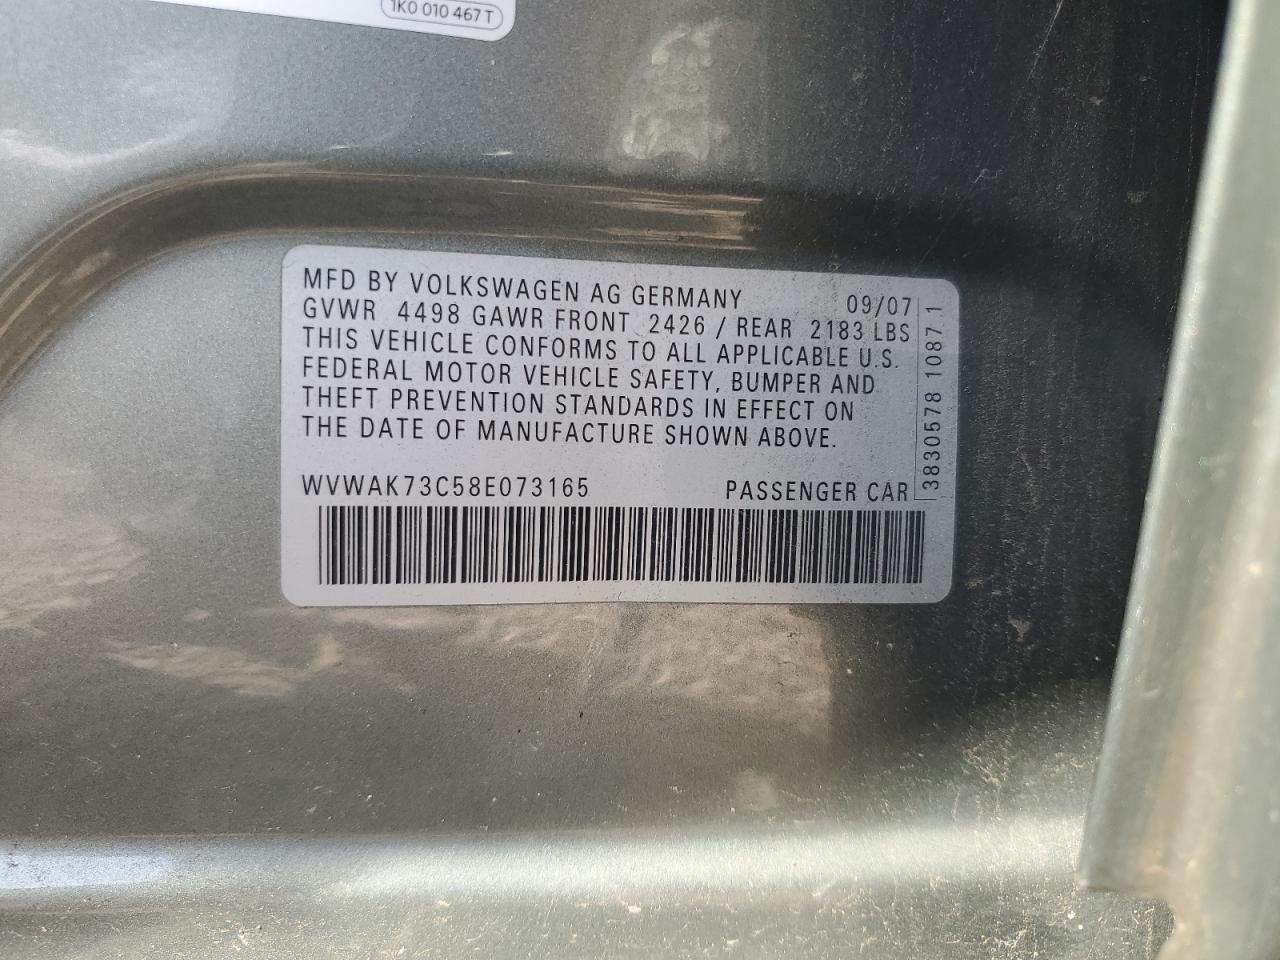 1K0 010 467 T
MFD BY VOLKSWAGEN AG GERMANY 09/07
GVWR 4498 GAWR FRONT 2426 / REAR 2183 LBS
THIS VEHICLE CONFORMS TO ALL APPLICABLE U.S.
FEDERAL MOTOR VEHICLE SAFETY, BUMPER AND
THEFT PREVENTION STANDARDS IN EFFECT ON
THE DATE OF MANUFACTURE SHOWN ABOVE.
WVWAK73C58E073165 PASSENGER CAR
3830578 1087 1